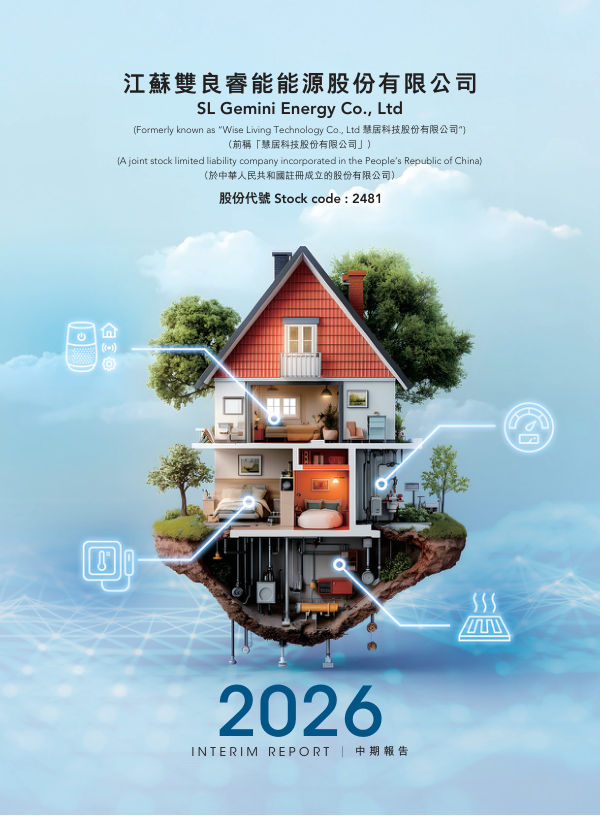 江蘇雙良睿能能源股份有限公司
SL Gemini Energy Co., Ltd
(Formerly known as “Wise Living Technology Co., Ltd 慧居科技股份有限公司”)
（前稱「慧居科技股份有限公司」）
(A joint stock limited liability company incorporated in the People’s Republic of China)
（於中華人民共和國註冊成立的股份有限公司）
股份代號 Stock code : 2481
2026
INTERIM REPORT | 中期報告